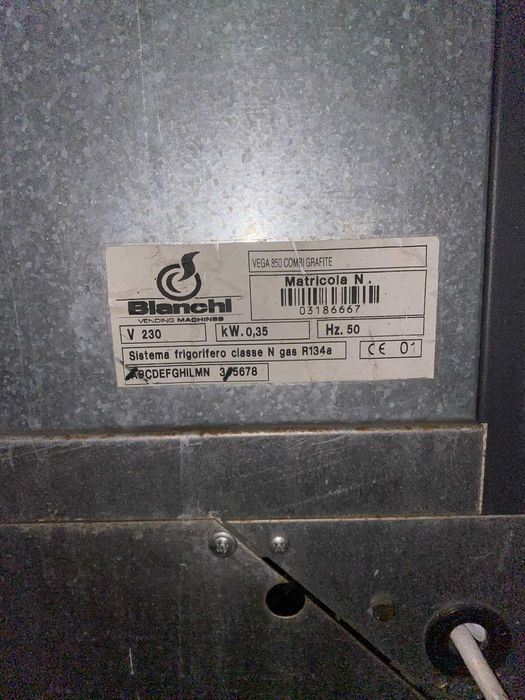 VEGA 850 COMBI GRAFITE
Bianchi
VENDING MACHINES
Matricola N.
03186667
V 230
kW. 0,35
Hz. 50
Sistema frigorifero classe N gas R134a
CE 01
ABCDEFGHILMN 345678